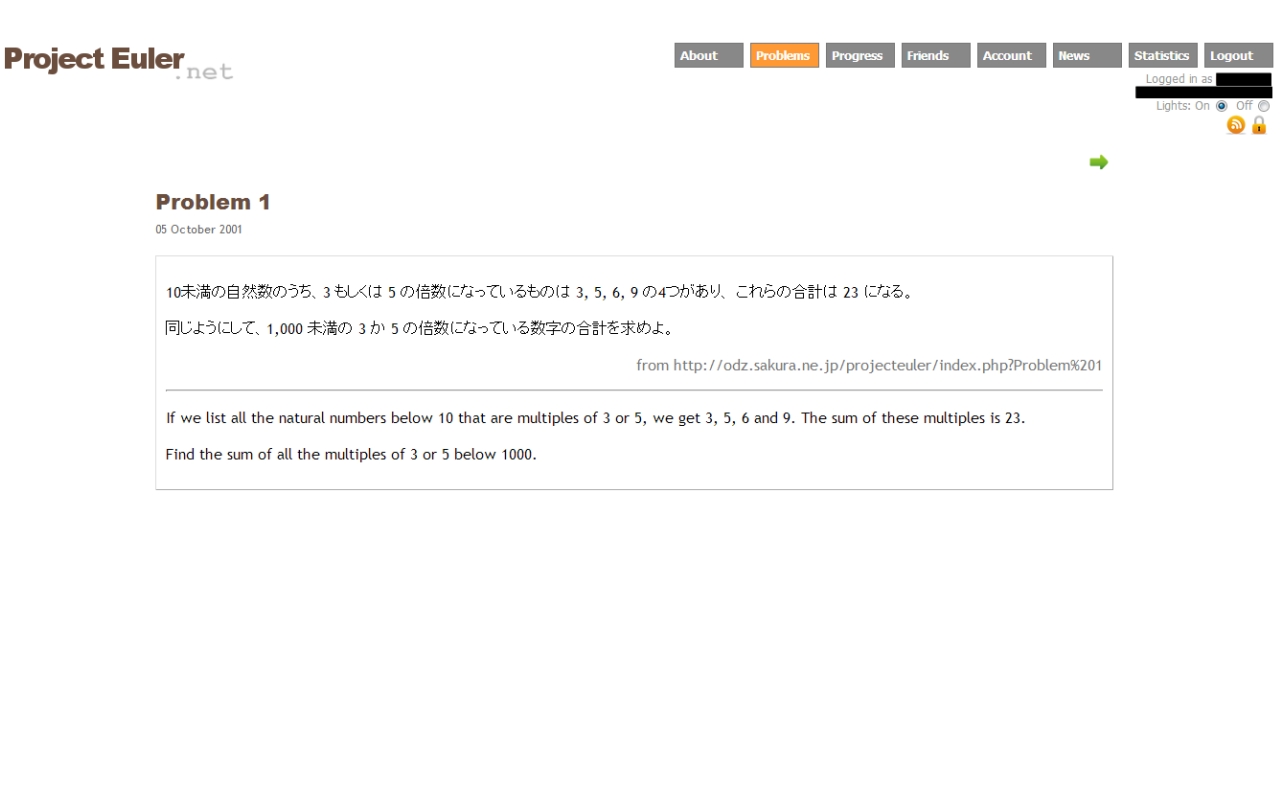 Project Euler
.net
About Problems Progress Friends Account News Statistics Logout
Logged in as
Lights: On Off
Problem 1
05 October 2001
10未満の自然数のうち、3 もしくは 5 の倍数になっているものは 3, 5, 6, 9 の4つがあり、 これらの合計は 23 になる。
同じようにして、1,000 未満の 3 か 5 の倍数になっている数字の合計を求めよ。
from http://odz.sakura.ne.jp/projecteuler/index.php?Problem%201
If we list all the natural numbers below 10 that are multiples of 3 or 5, we get 3, 5, 6 and 9. The sum of these multiples is 23.
Find the sum of all the multiples of 3 or 5 below 1000.